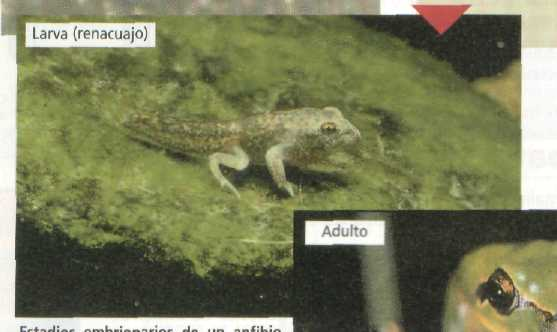 Larva (renacuajo)
Adulto
Estadios embrionarios de un anfibio